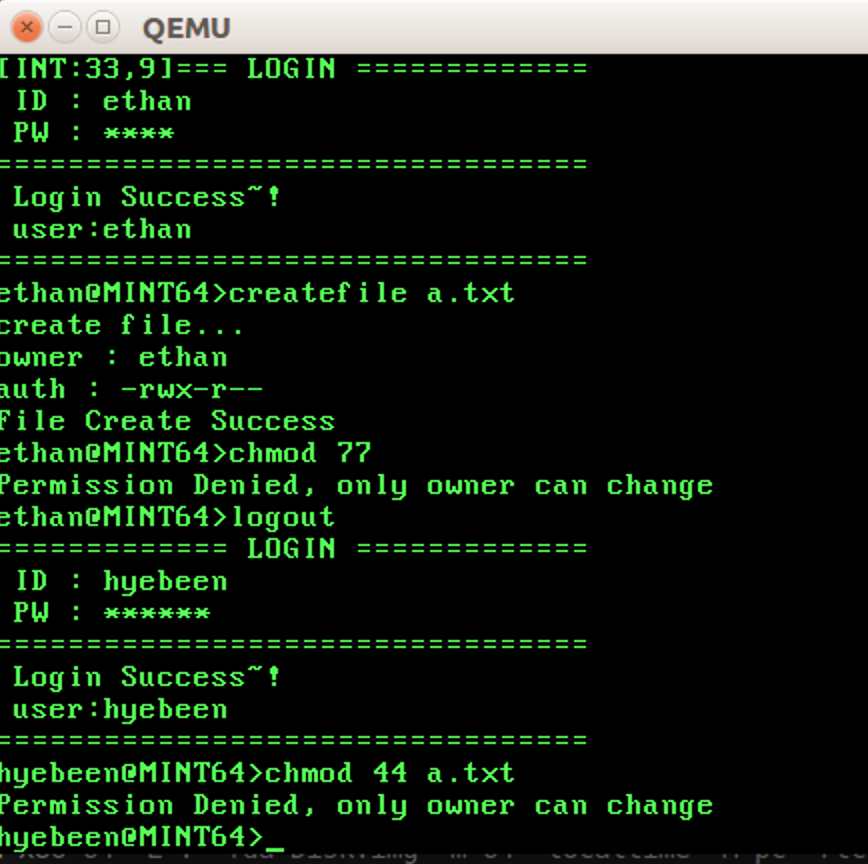 QEMU
[INT:33,9]=== LOGIN =============
ID : ethan
PW : ****
=================================
Login Success~!
user:ethan
=================================
ethan@MINT64>createfile a.txt
create file...
owner : ethan
auth : -rwx-r--
File Create Success
ethan@MINT64>chmod 77
Permission Denied, only owner can change
ethan@MINT64>logout
============= LOGIN =============
ID : hyebeen
PW : ******
=================================
Login Success~!
user:hyebeen
=================================
hyebeen@MINT64>chmod 44 a.txt
Permission Denied, only owner can change
hyebeen@MINT64>_